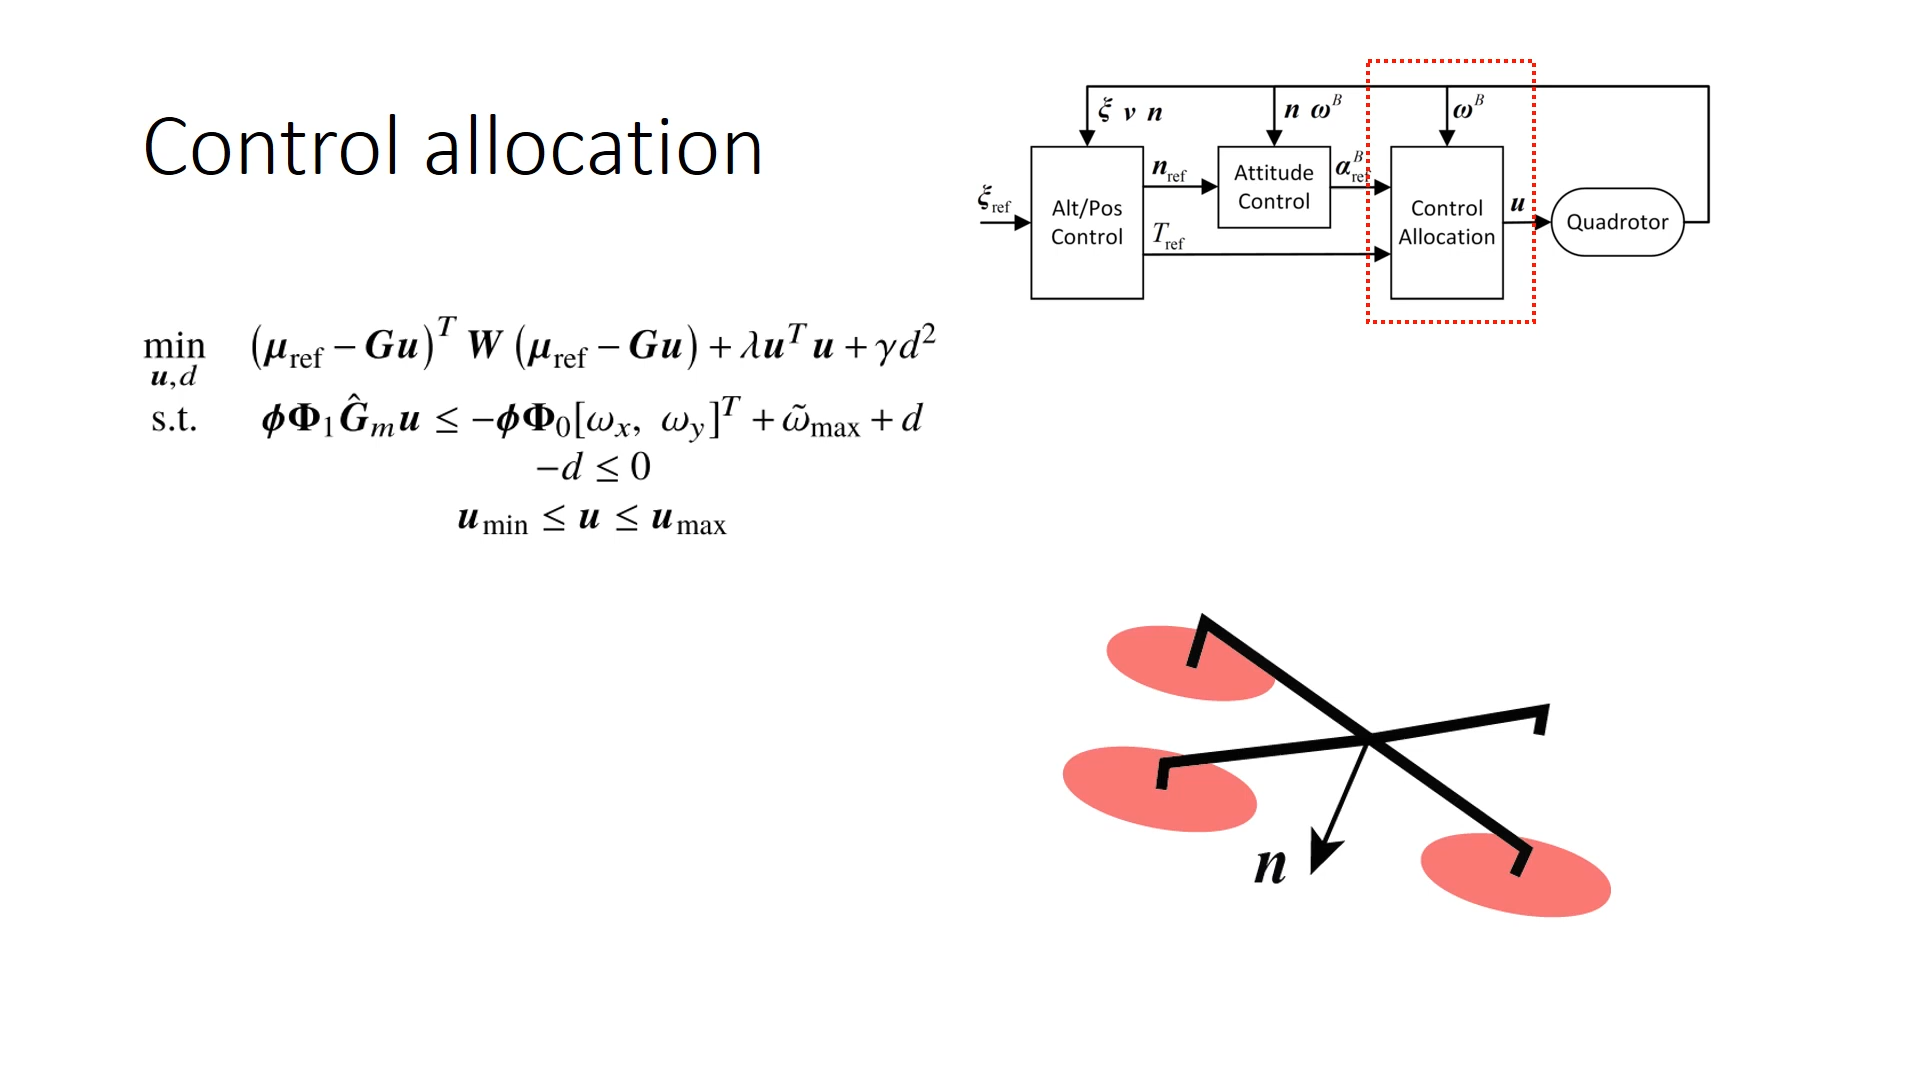 Control allocation
ξ v n
n ω^B
ω^B
ξ_ref
Alt/Pos
Control
n_ref
T_ref
Attitude
Control
α^B_ref
Control
Allocation
u
Quadrotor
min (μ_ref − Gu)^T W (μ_ref − Gu) + λu^T u + γd²
u,d
s.t. ϕΦ₁Ĝ_m u ≤ −ϕΦ₀[ω_x, ω_y]^T + ω̃_max + d
−d ≤ 0
u_min ≤ u ≤ u_max
n